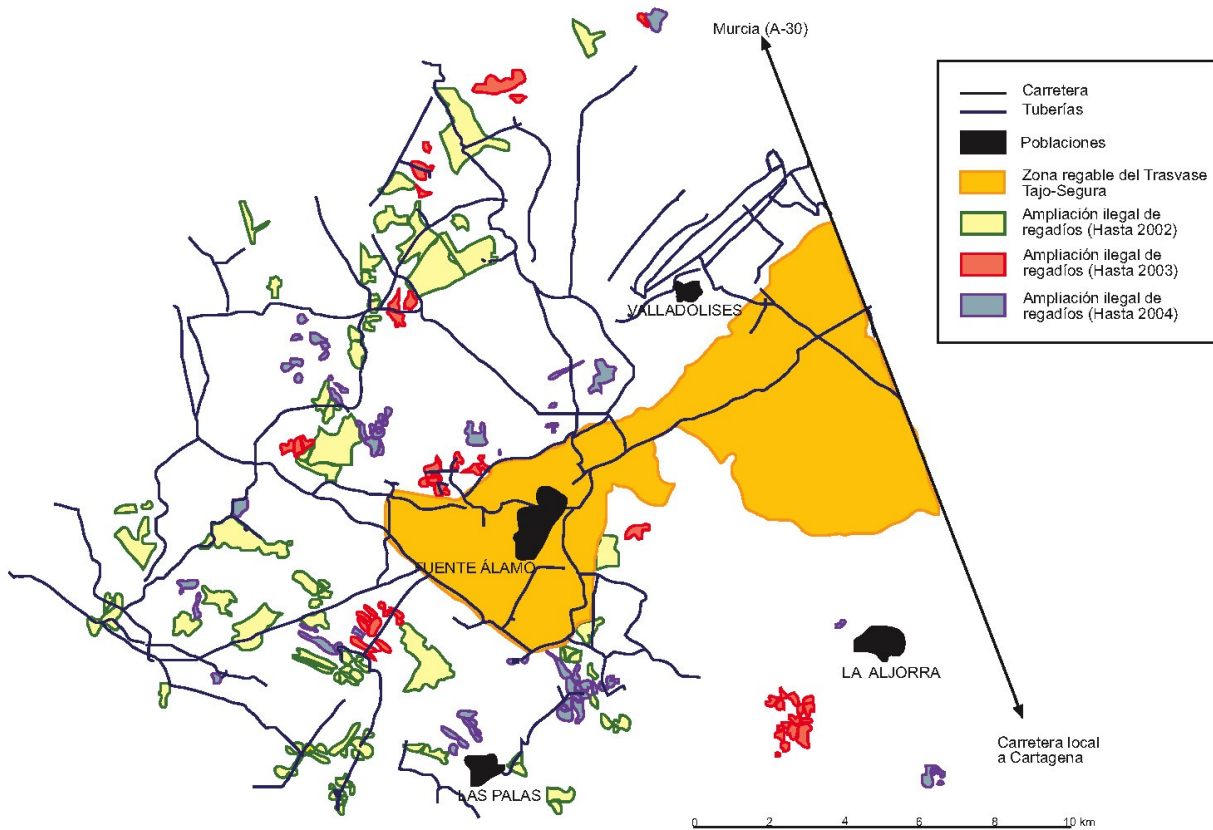 Murcia (A-30)
Carretera
Tuberías
Poblaciones
Zona regable del Trasvase
Tajo-Segura
Ampliación ilegal de
regadíos (Hasta 2002)
Ampliación ilegal de
regadíos (Hasta 2003)
Ampliación ilegal de
regadíos (Hasta 2004)
VALLADOLISES
FUENTE ÁLAMO
LA ALJORRA
Carretera local
a Cartagena
LAS PALAS
0 2 4 6 8 10 km